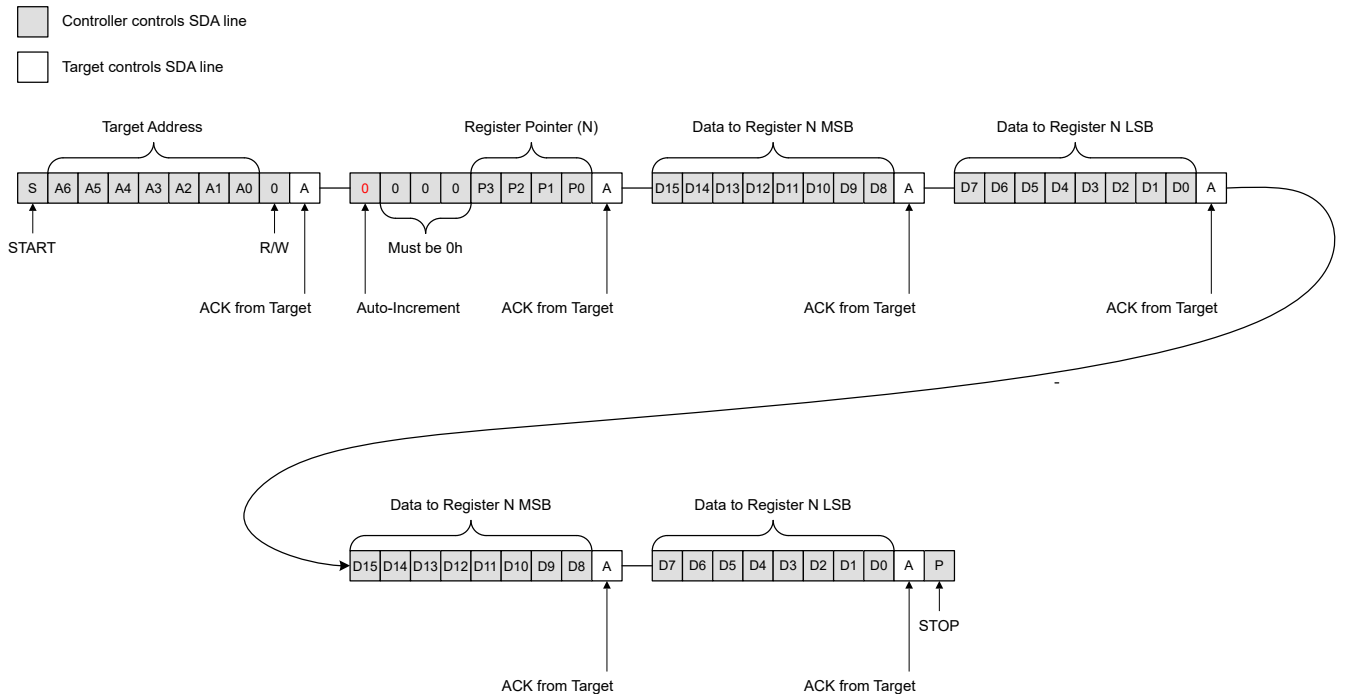 Controller controls SDA line
Target controls SDA line
Target Address
Register Pointer (N)
Data to Register N MSB
Data to Register N LSB
S A6 A5 A4 A3 A2 A1 A0 0 A
0 0 0 0 P3 P2 P1 P0 A
D15 D14 D13 D12 D11 D10 D9 D8 A
D7 D6 D5 D4 D3 D2 D1 D0 A
START
R/W
Must be 0h
ACK from Target
Auto-Increment
ACK from Target
ACK from Target
ACK from Target
-
Data to Register N MSB
Data to Register N LSB
D15 D14 D13 D12 D11 D10 D9 D8 A
D7 D6 D5 D4 D3 D2 D1 D0 A P
STOP
ACK from Target
ACK from Target